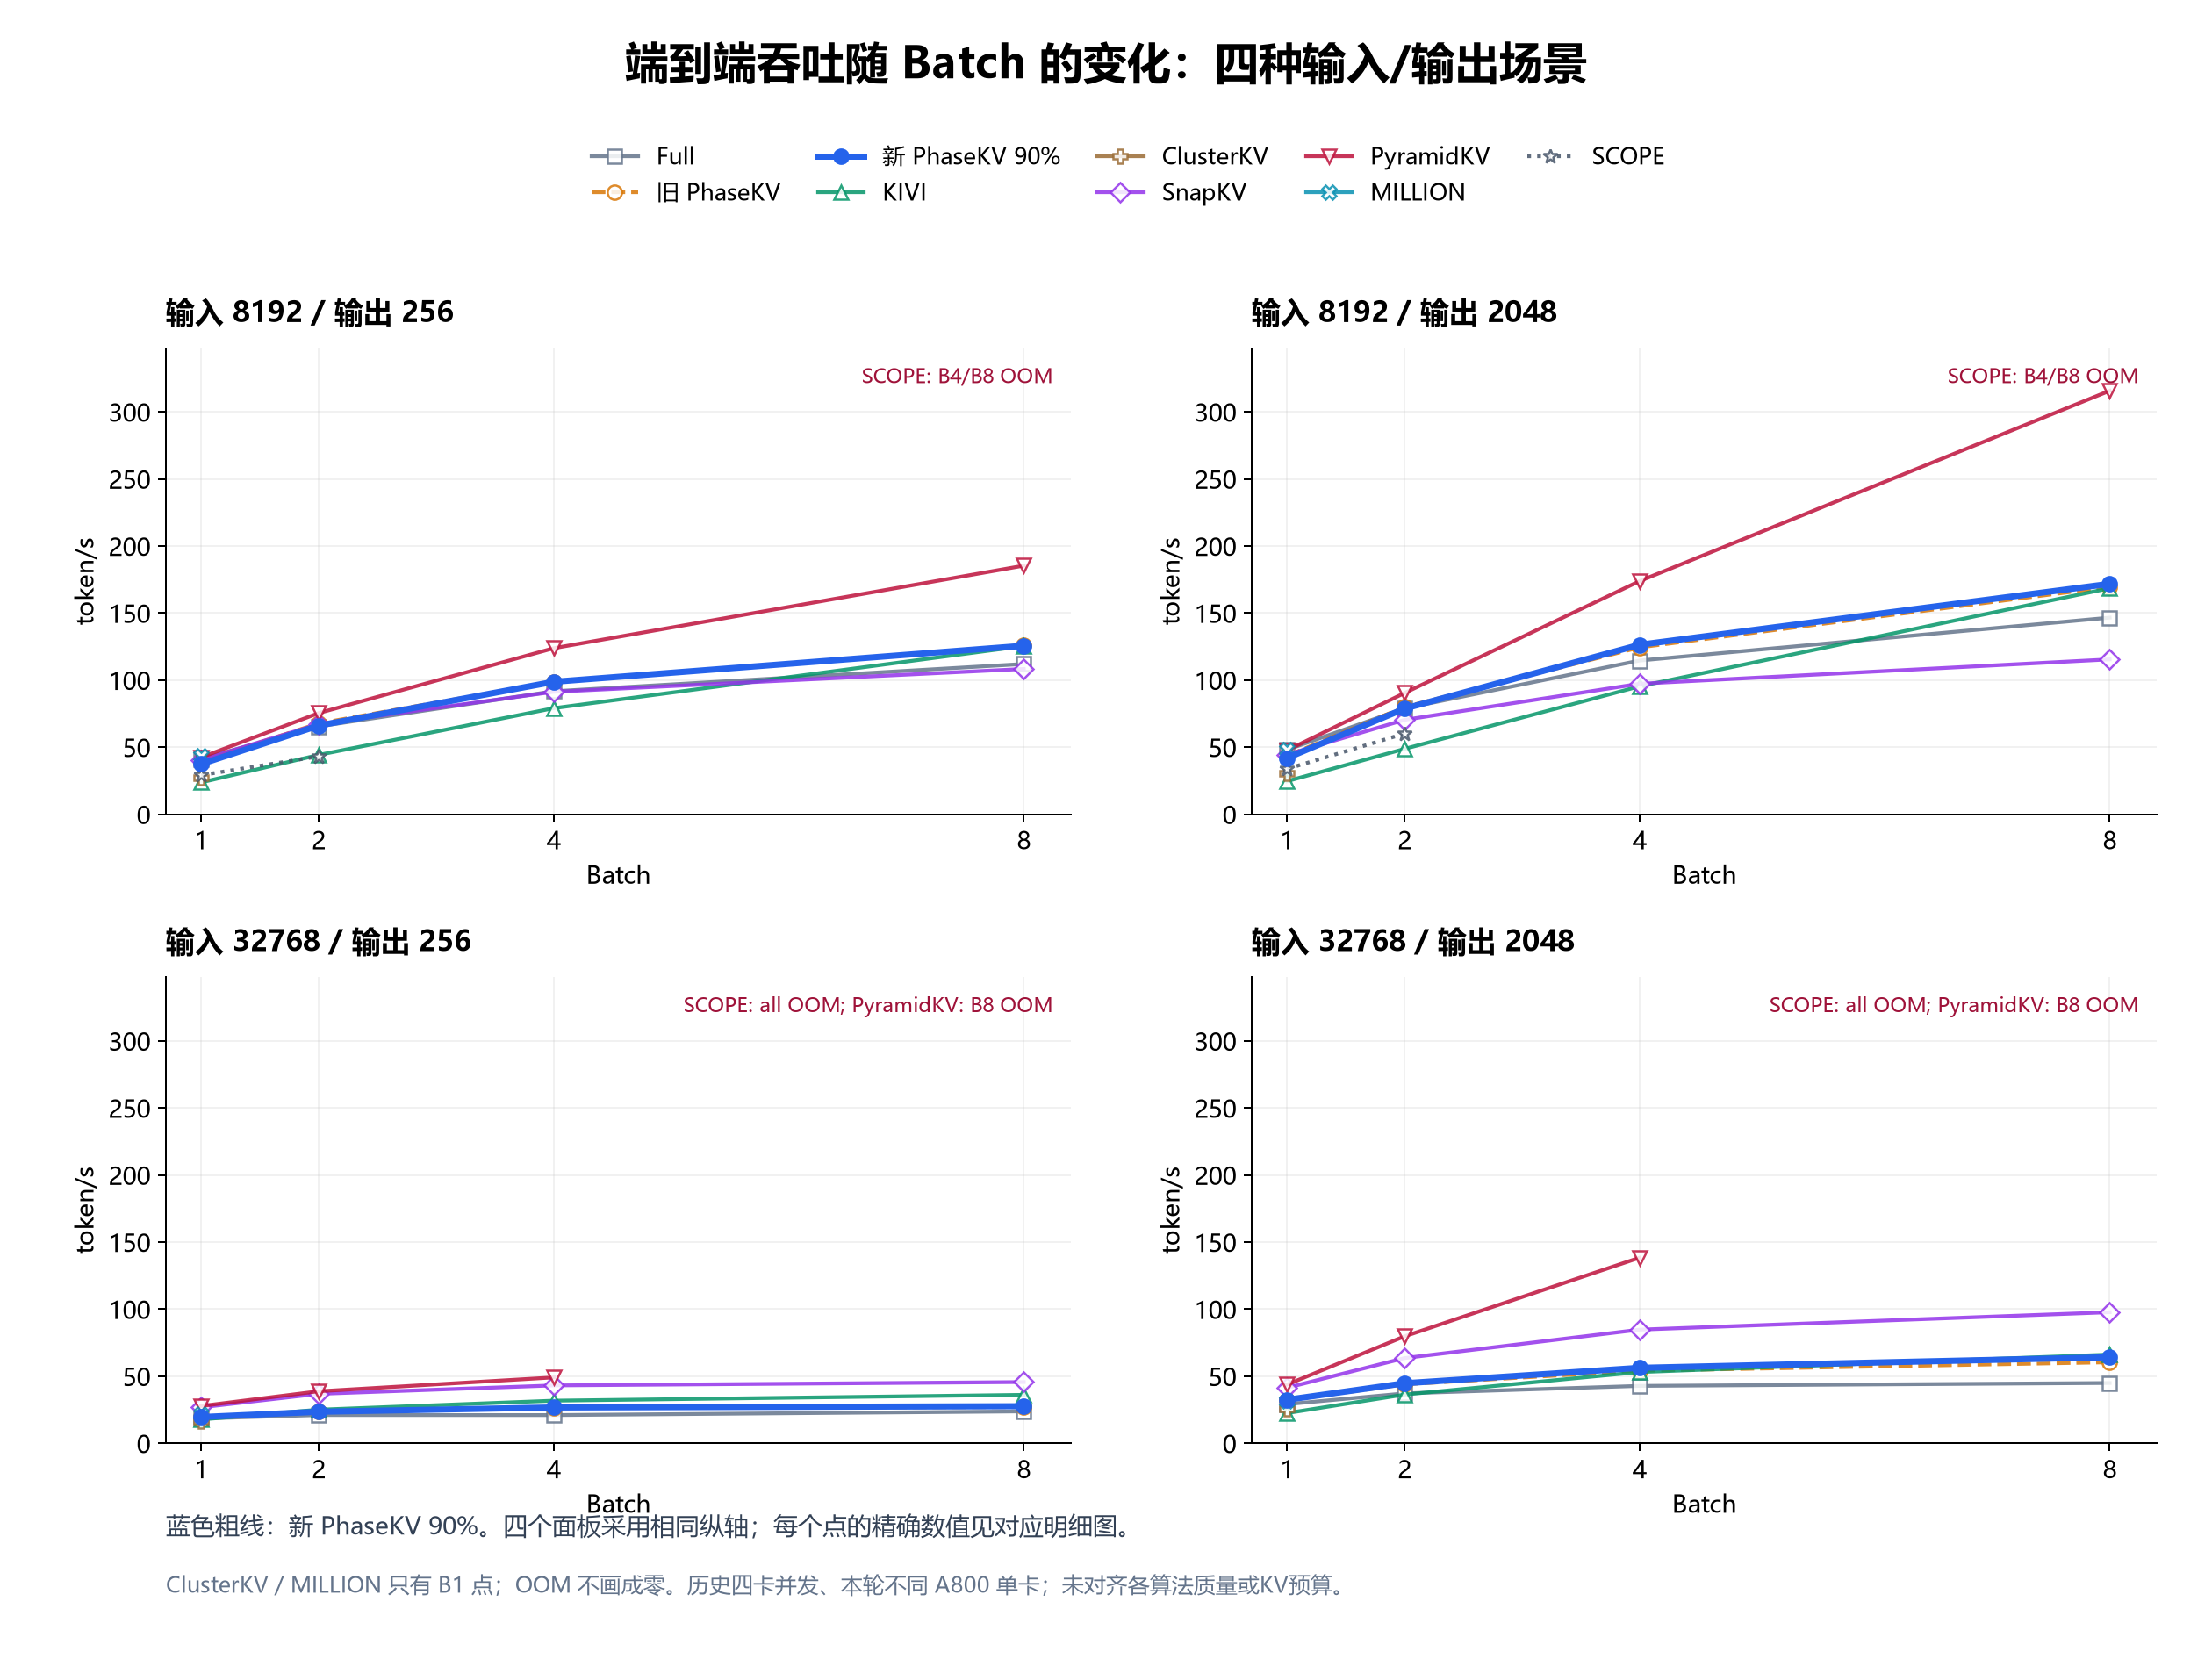 端到端吞吐随 Batch 的变化：四种输入/输出场景
Full
新 PhaseKV 90%
ClusterKV
PyramidKV
SCOPE
旧 PhaseKV
KIVI
SnapKV
MILLION
输入 8192 / 输出 256
SCOPE: B4/B8 OOM
300
250
200
150
100
50
0
token/s
1 2 4 8
Batch
输入 8192 / 输出 2048
SCOPE: B4/B8 OOM
300
250
200
150
100
50
0
token/s
1 2 4 8
Batch
输入 32768 / 输出 256
SCOPE: all OOM; PyramidKV: B8 OOM
300
250
200
150
100
50
0
token/s
1 2 4 8
Batch
输入 32768 / 输出 2048
SCOPE: all OOM; PyramidKV: B8 OOM
300
250
200
150
100
50
0
token/s
1 2 4 8
Batch
蓝色粗线：新 PhaseKV 90%。四个面板采用相同纵轴；每个点的精确数值见对应明细图。
ClusterKV / MILLION 只有 B1 点；OOM 不画成零。历史四卡并发、本轮不同 A800 单卡；未对齐各算法质量或KV预算。